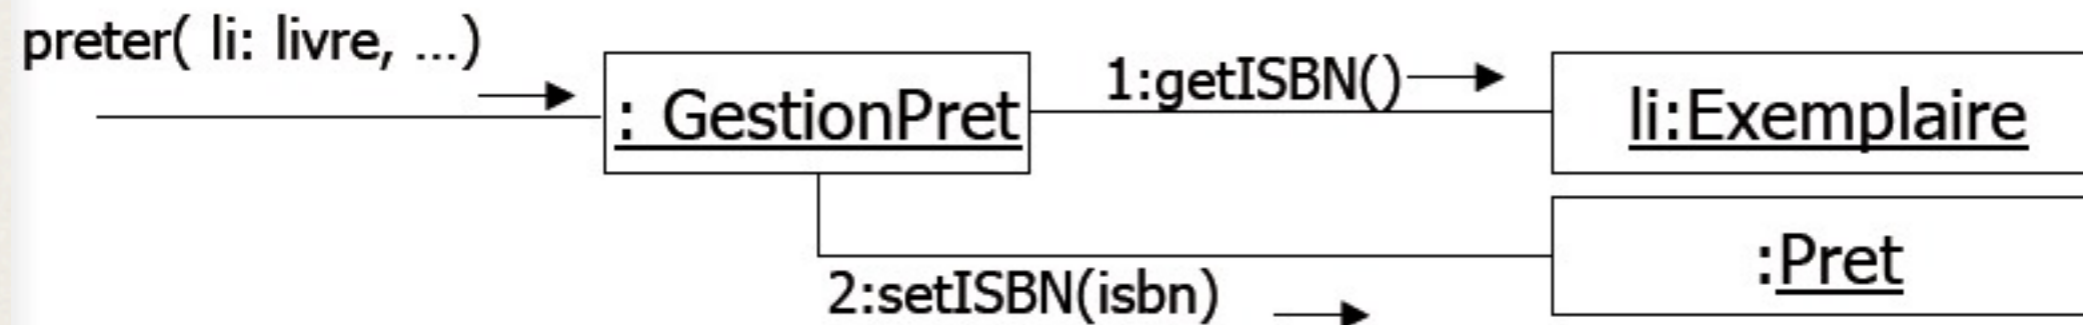 preter( li: livre, ...)
: GestionPret
1:getISBN()
li:Exemplaire
:Pret
2:setISBN(isbn)